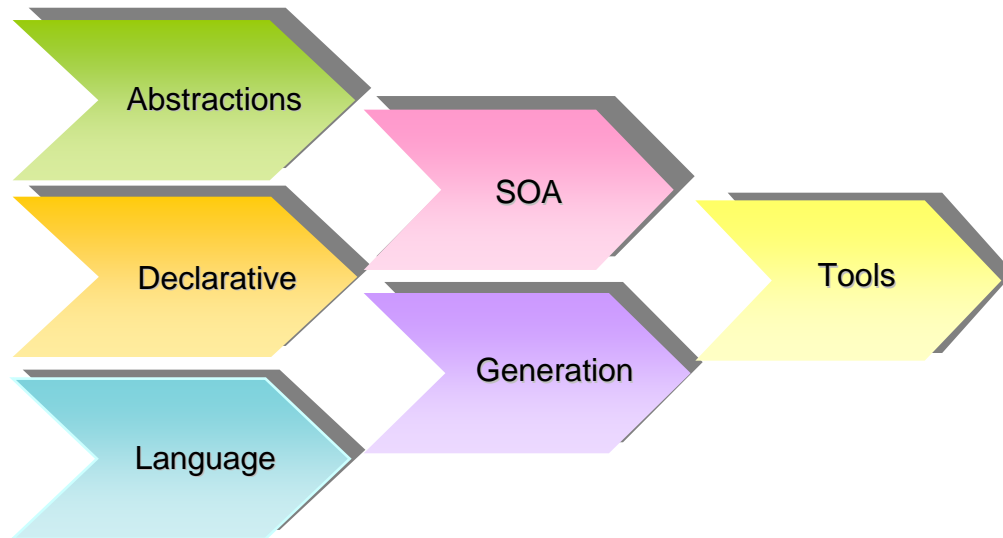 Abstractions
SOA
Declarative
Tools
Generation
Language